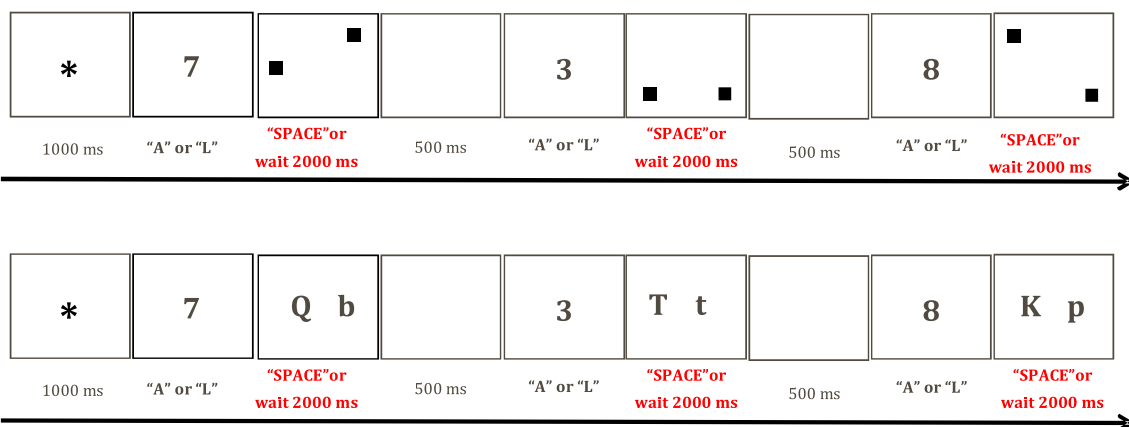 * 7 3 8
1000 ms "A" or "L" “SPACE”or 500 ms "A" or "L" “SPACE”or 500 ms "A" or "L" “SPACE”or
wait 2000 ms wait 2000 ms wait 2000 ms
* 7 Q b 3 T t 8 K p
1000 ms "A" or "L" “SPACE”or 500 ms "A" or "L" “SPACE”or 500 ms "A" or "L" “SPACE”or
wait 2000 ms wait 2000 ms wait 2000 ms